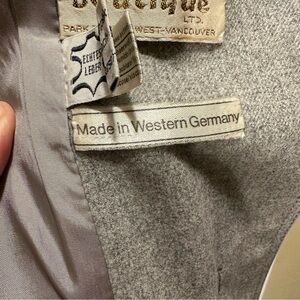 Boutique
LTD.
PARK WEST-VANCOUVER
ECHTES
LEDER
Made in Western Germany